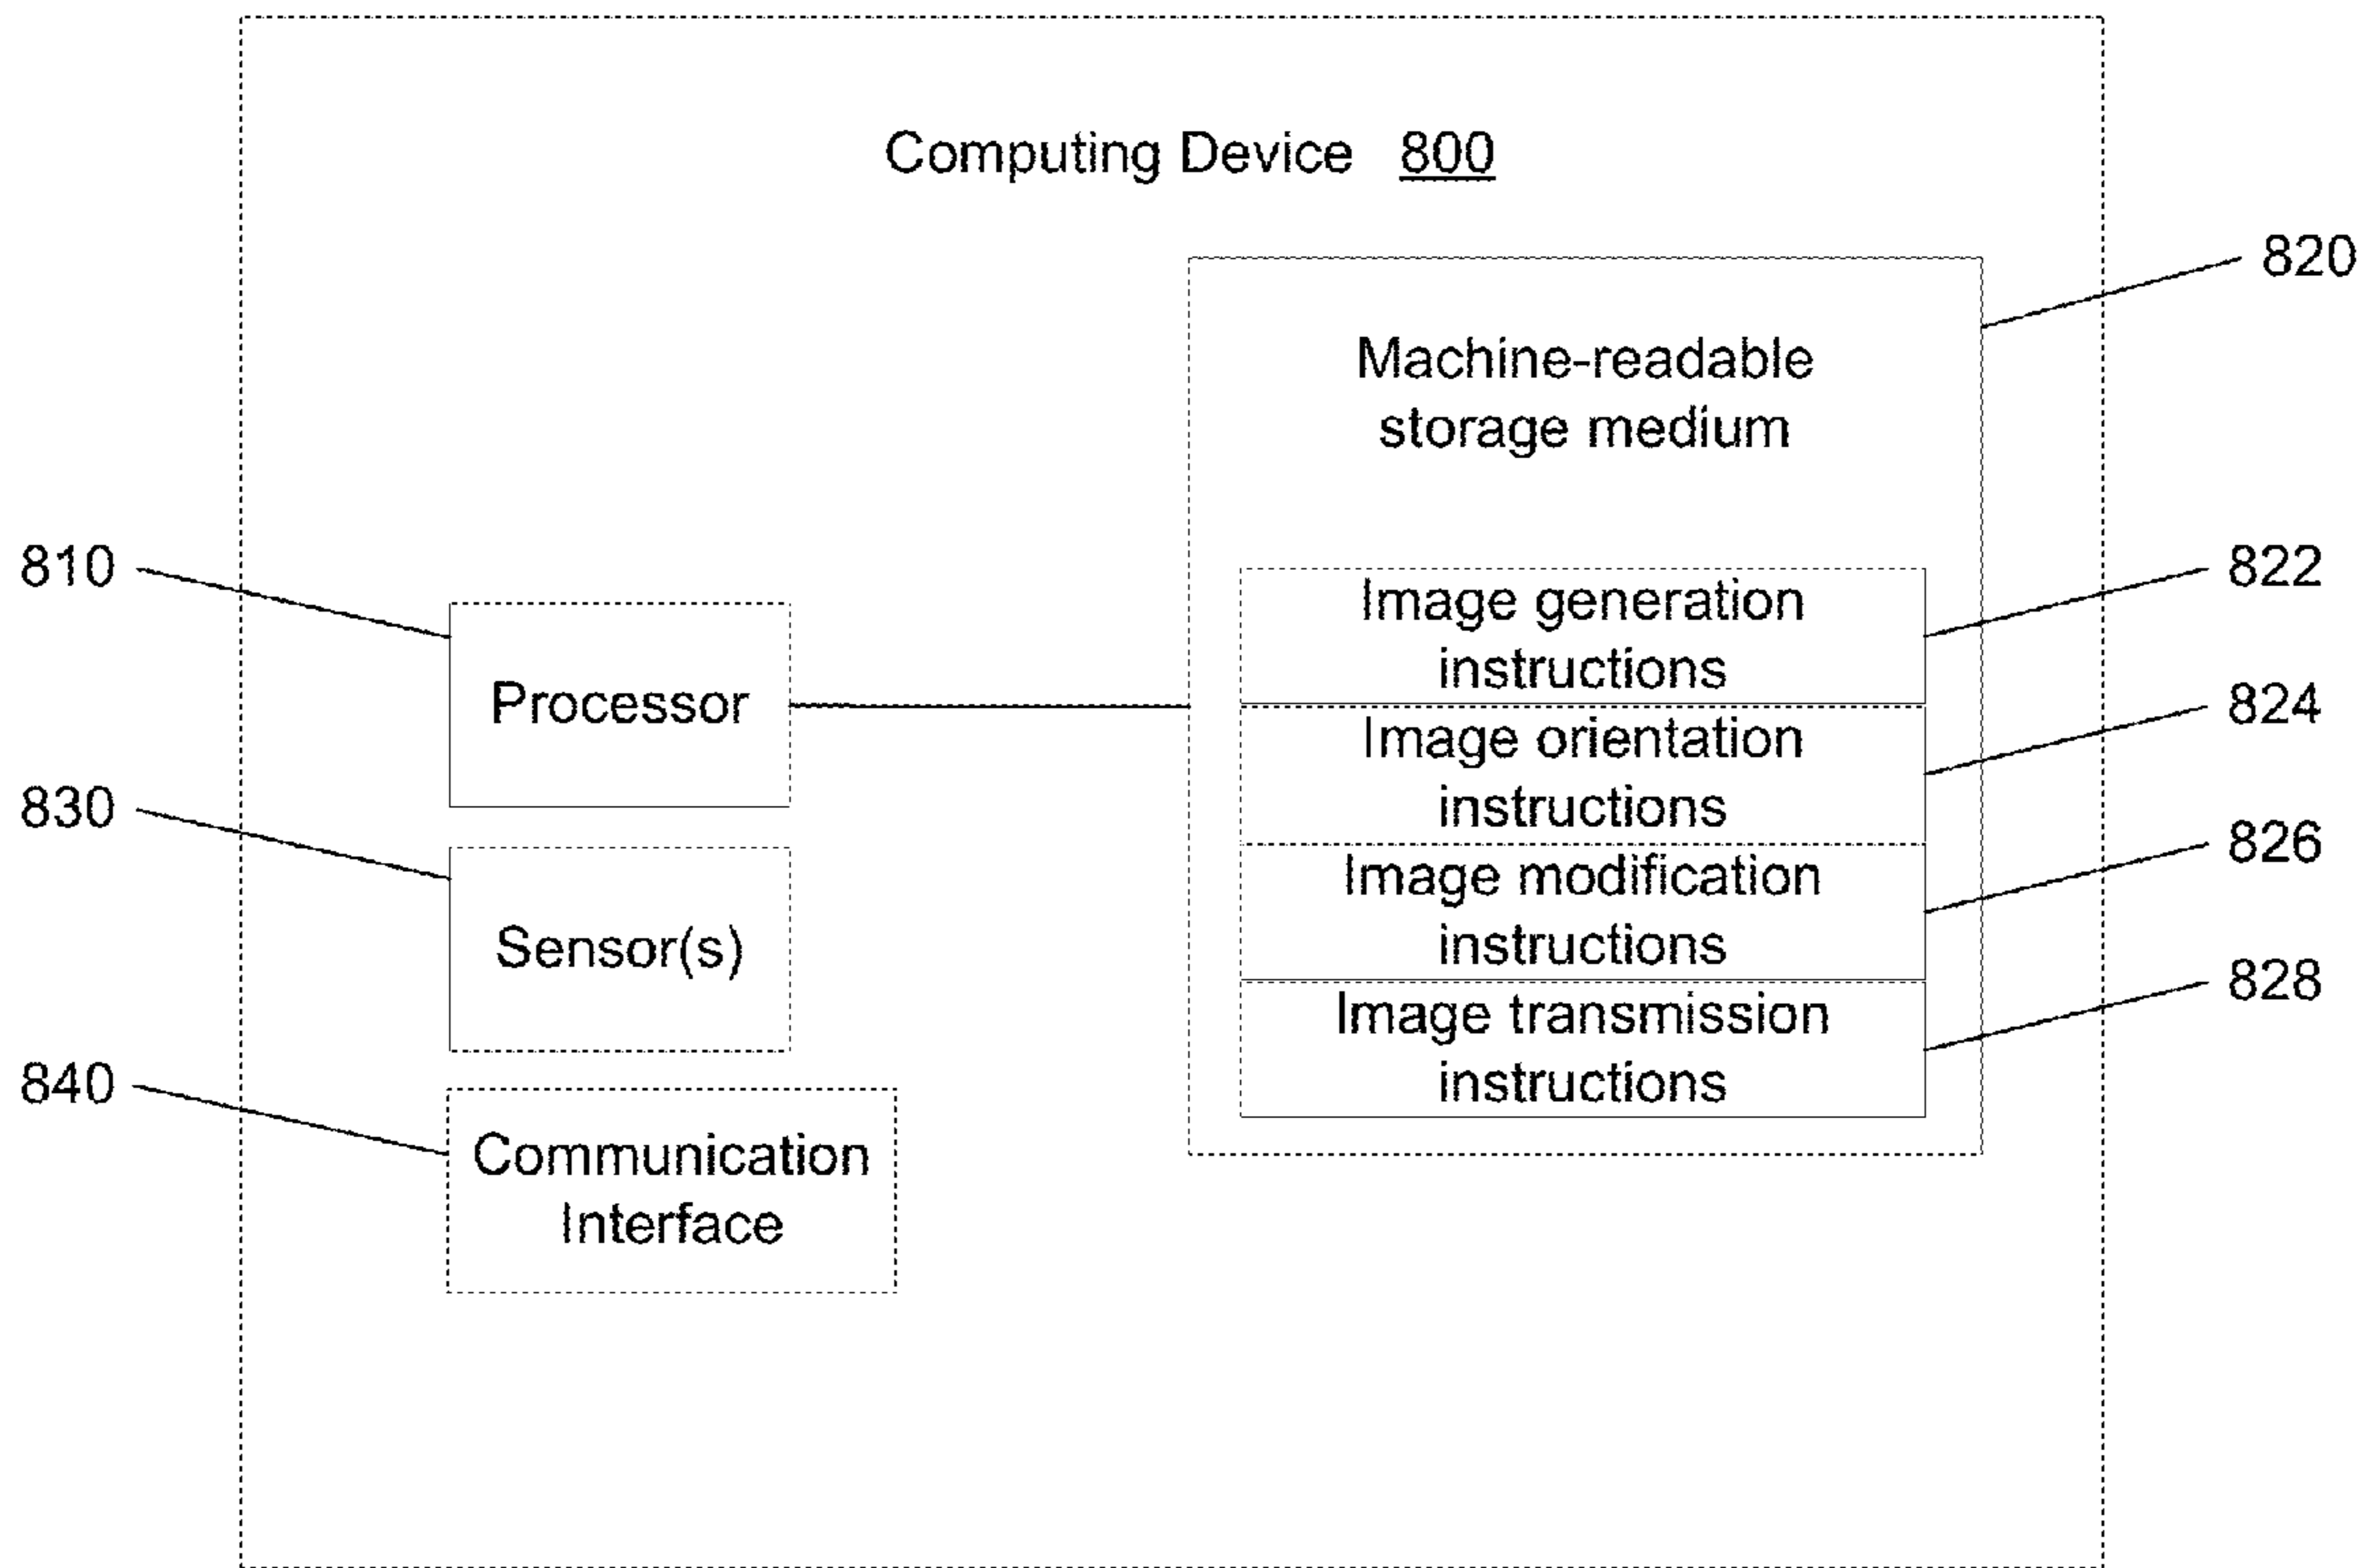 Computing Device 800
820
Machine-readable
storage medium
810
Processor
822
Image generation
instructions
824
Image orientation
instructions
830
Sensor(s)
826
Image modification
instructions
828
Image transmission
instructions
840
Communication
Interface